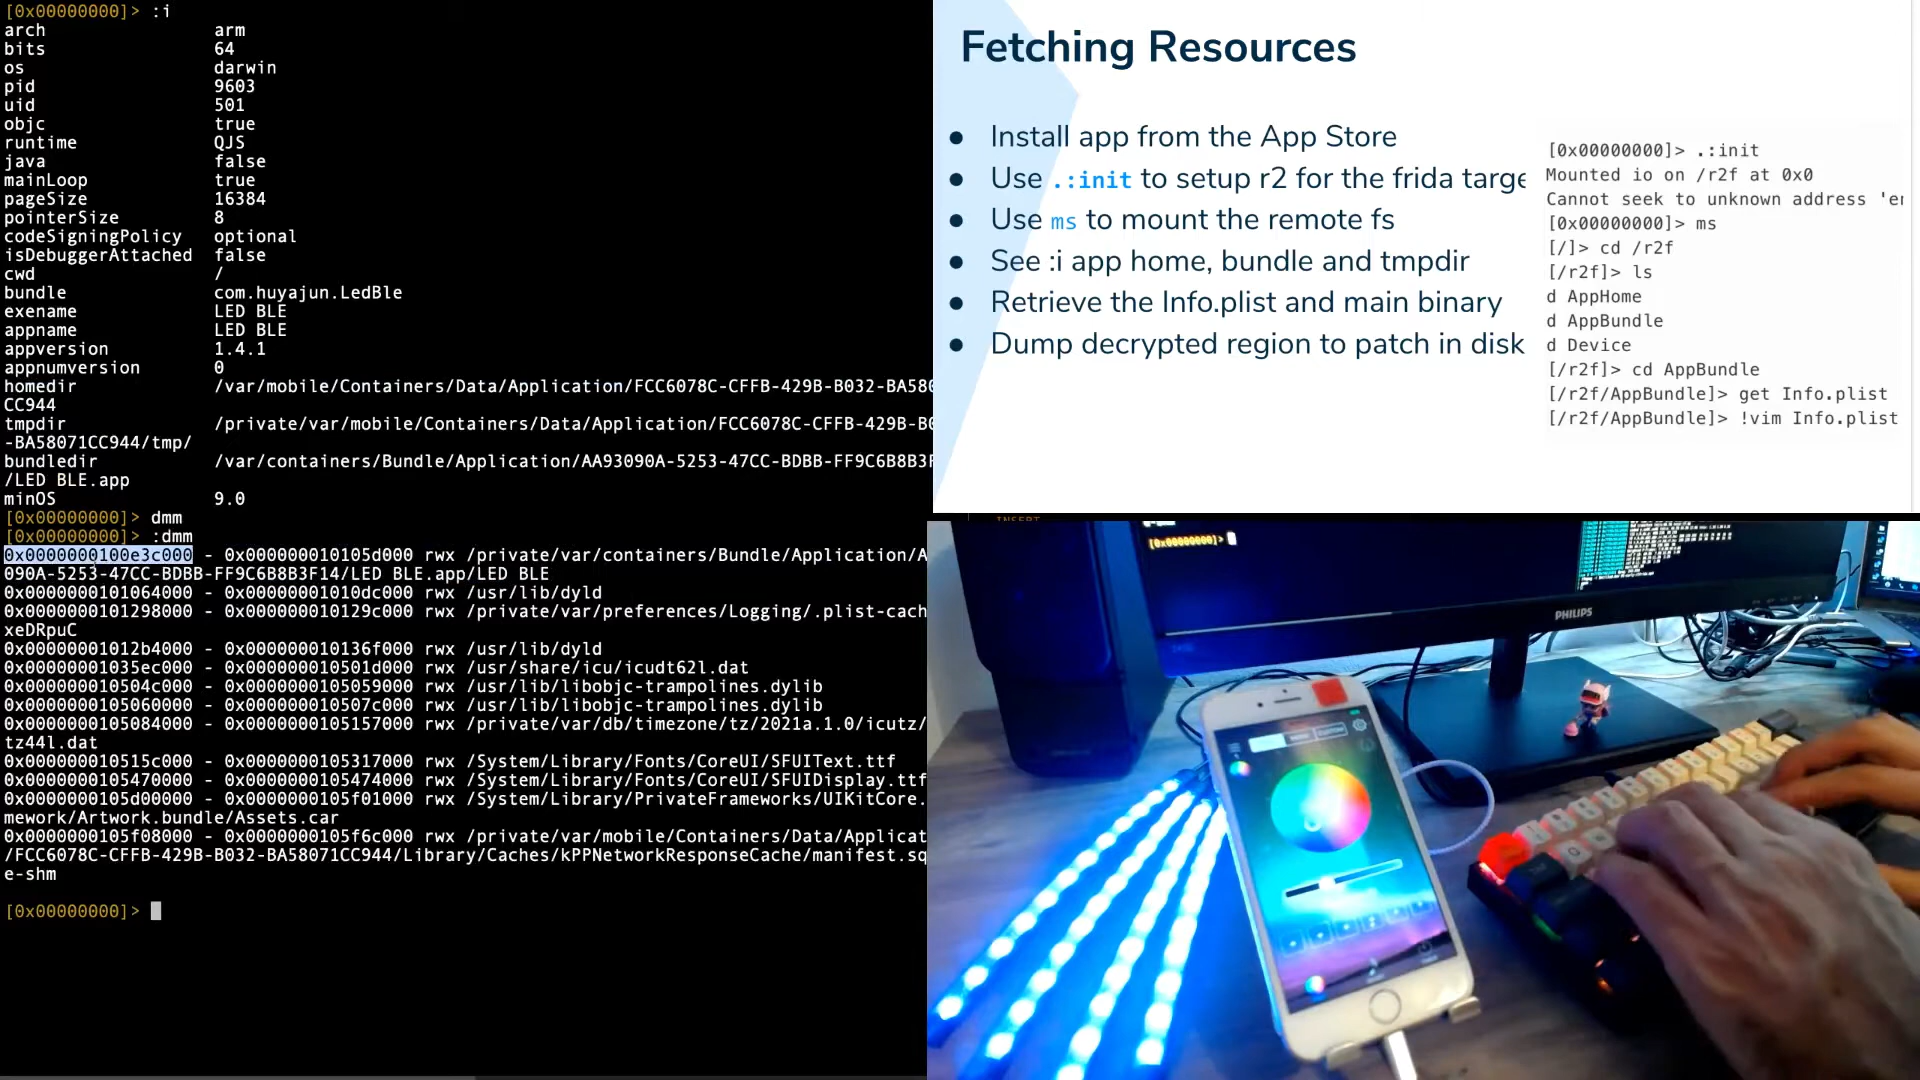 [0x00000000]> :i
arch arm
bits 64
os darwin
pid 9603
uid 501
objc true
runtime QJS
java false
mainLoop true
pageSize 16384
pointerSize 8
codeSigningPolicy optional
isDebuggerAttached false
cwd /
bundle com.huyajun.LedBle
exename LED BLE
appname LED BLE
appversion 1.4.1
appnumversion 0
homedir /var/mobile/Containers/Data/Application/FCC6078C-CFFB-429B-B032-BA580
CC944
tmpdir /private/var/mobile/Containers/Data/Application/FCC6078C-CFFB-429B-B0
-BA58071CC944/tmp/
bundledir /var/containers/Bundle/Application/AA93090A-5253-47CC-BDBB-FF9C6B8B3F
/LED BLE.app
minOS 9.0
[0x00000000]> dmm
[0x00000000]> :dmm
0x0000000100e3c000 - 0x000000010105d000 rwx /private/var/containers/Bundle/Application/A
090A-5253-47CC-BDBB-FF9C6B8B3F14/LED BLE.app/LED BLE
0x0000000101064000 - 0x00000001010dc000 rwx /usr/lib/dyld
0x0000000101298000 - 0x000000010129c000 rwx /private/var/preferences/Logging/.plist-cach
xeDRpuC
0x00000001012b4000 - 0x000000010136f000 rwx /usr/lib/dyld
0x00000001035ec000 - 0x000000010501d000 rwx /usr/share/icu/icudt62l.dat
0x000000010504c000 - 0x0000000105059000 rwx /usr/lib/libobjc-trampolines.dylib
0x0000000105060000 - 0x000000010507c000 rwx /usr/lib/libobjc-trampolines.dylib
0x0000000105084000 - 0x0000000105157000 rwx /private/var/db/timezone/tz/2021a.1.0/icutz/
tz44l.dat
0x000000010515c000 - 0x0000000105317000 rwx /System/Library/Fonts/CoreUI/SFUIText.ttf
0x0000000105470000 - 0x0000000105474000 rwx /System/Library/Fonts/CoreUI/SFUIDisplay.ttf
0x0000000105d00000 - 0x0000000105f01000 rwx /System/Library/PrivateFrameworks/UIKitCore.
mework/Artwork.bundle/Assets.car
0x0000000105f08000 - 0x0000000105f6c000 rwx /private/var/mobile/Containers/Data/Applicat
/FCC6078C-CFFB-429B-B032-BA58071CC944/Library/Caches/kPPNetworkResponseCache/manifest.sq
e-shm
[0x00000000]>
Fetching Resources
● Install app from the App Store
● Use .:init to setup r2 for the frida targe
● Use ms to mount the remote fs
● See :i app home, bundle and tmpdir
● Retrieve the Info.plist and main binary
● Dump decrypted region to patch in disk
[0x00000000]> .:init
Mounted io on /r2f at 0x0
Cannot seek to unknown address 'en
[0x00000000]> ms
[/]> cd /r2f
[/r2f]> ls
d AppHome
d AppBundle
d Device
[/r2f]> cd AppBundle
[/r2f/AppBundle]> get Info.plist
[/r2f/AppBundle]> !vim Info.plist
[0x00000000]>
PHILIPS